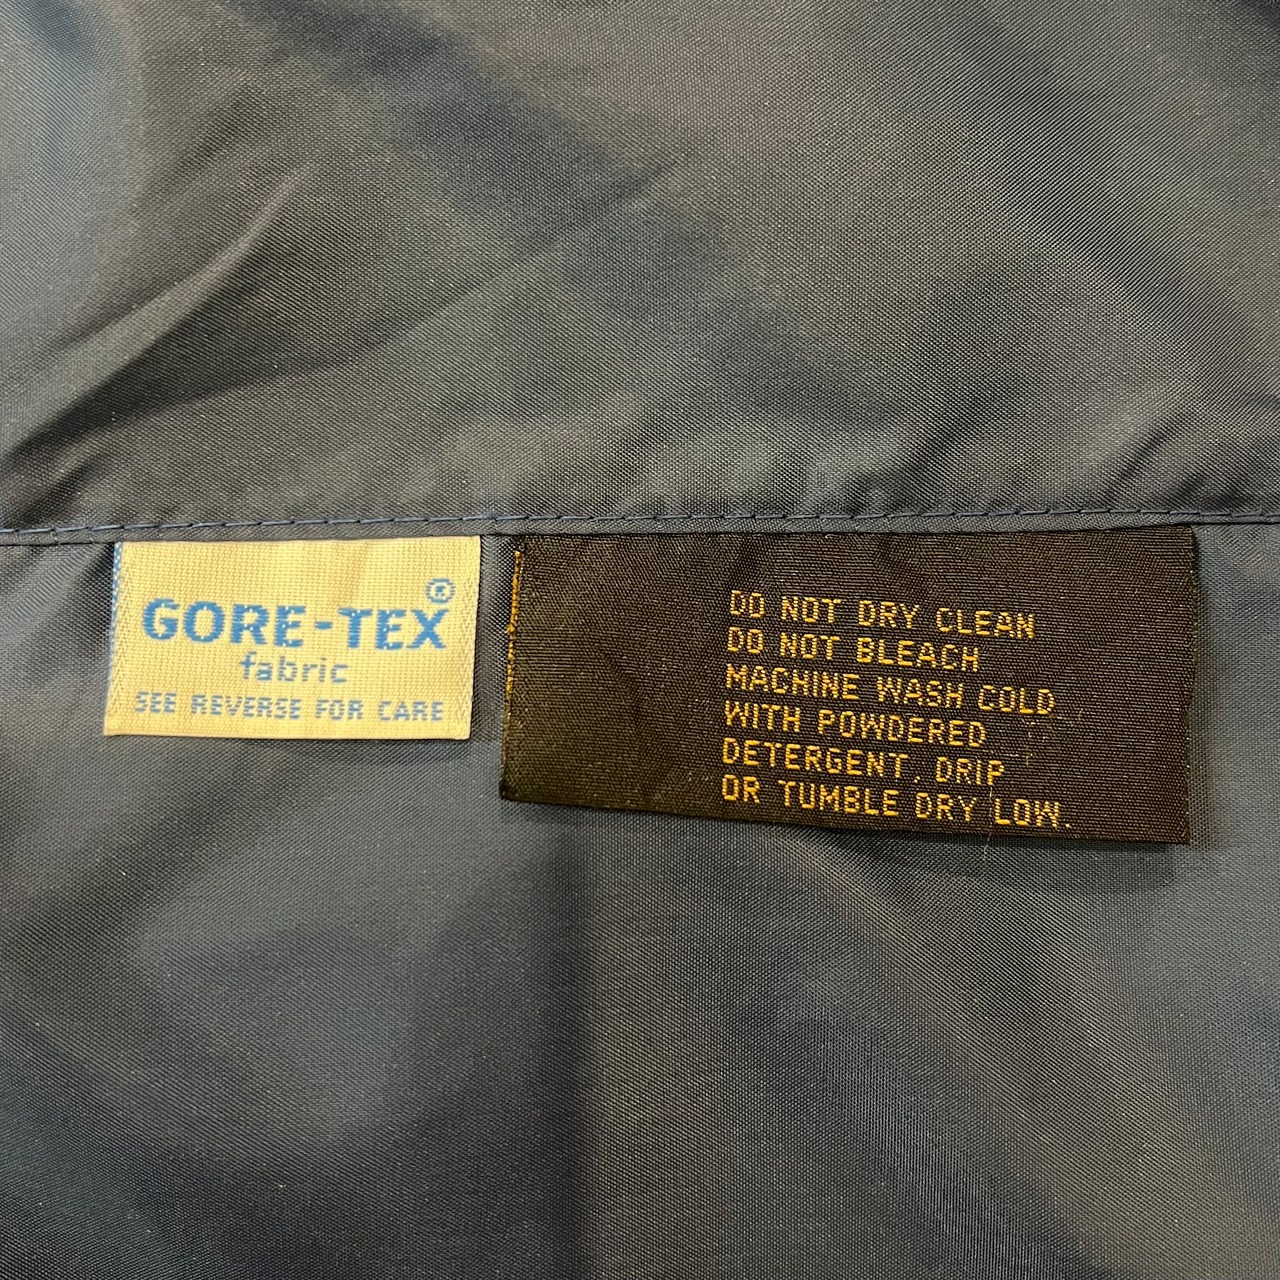 GORE-TEX®
fabric
SEE REVERSE FOR CARE
DO NOT DRY CLEAN
DO NOT BLEACH
MACHINE WASH COLD
WITH POWDERED
DETERGENT, DRIP
OR TUMBLE DRY LOW.